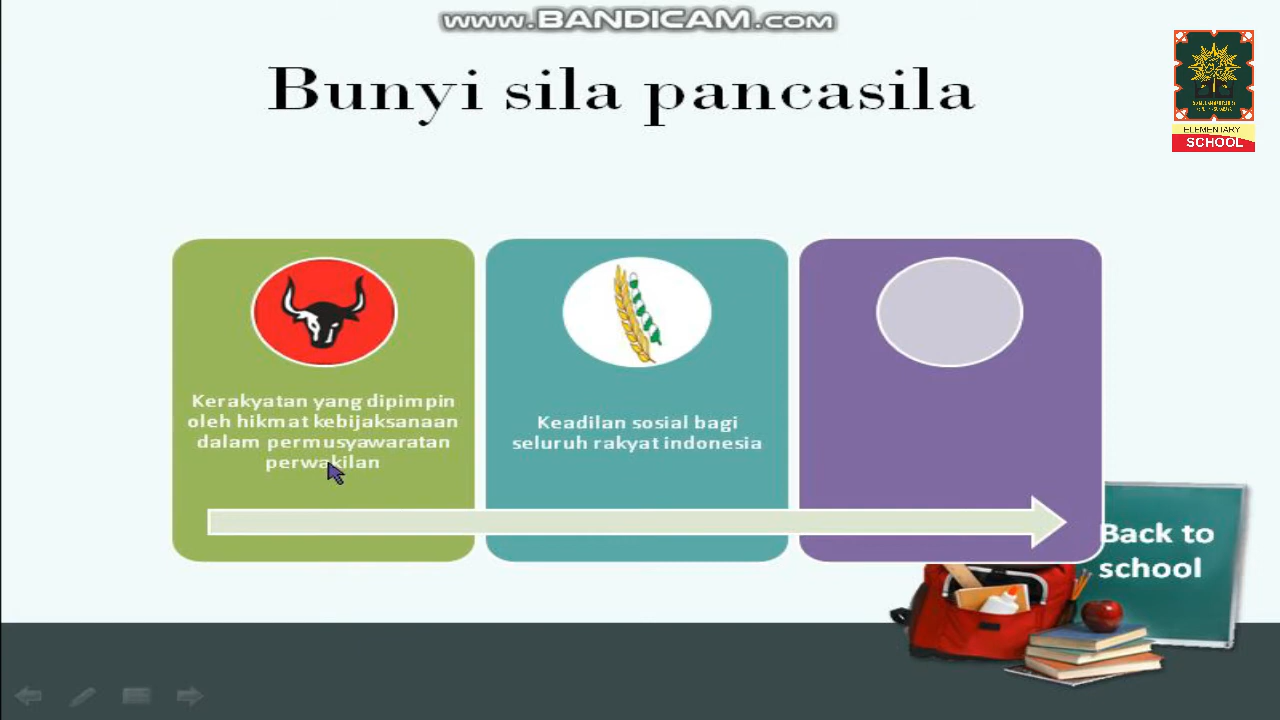 www.BANDICAM.com
Bunyi sila pancasila
ELEMENTARY
SCHOOL
Kerakyatan yang dipimpin
oleh hikmat kebijaksanaan
dalam permusyawaratan
perwakilan
Keadilan sosial bagi
seluruh rakyat indonesia
Back to
school